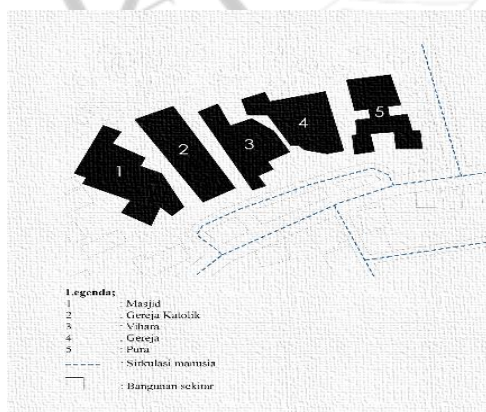 1
2
3
4
5
Legenda;
1 : Masjid
2 : Gereja Katolik
3 : Vihara
4 : Gereja
5 : Pura
: Sirkulasi manusia
: Bangunan sekitar